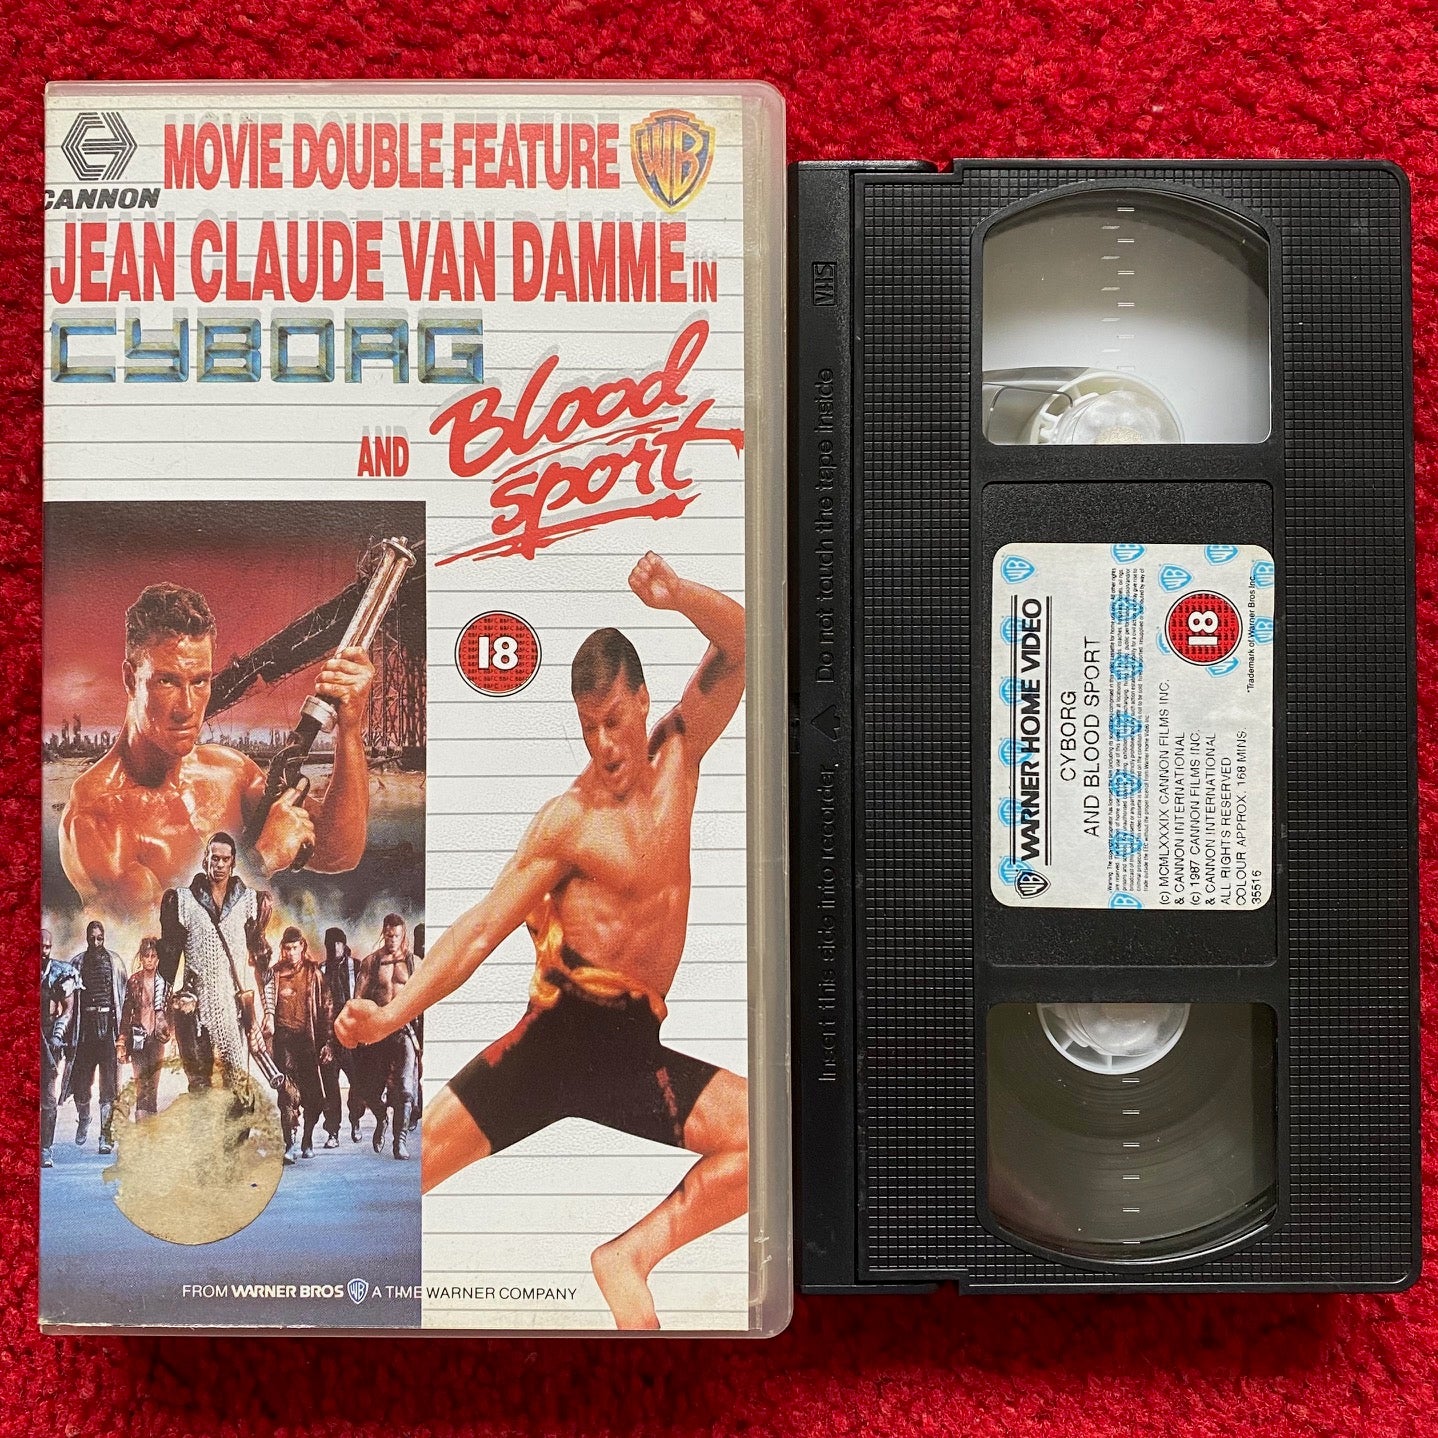 CANNON
MOVIE DOUBLE FEATURE
WB
JEAN CLAUDE VAN DAMME IN
CYBORG
AND
Blood
Sport
18
FROM WARNER BROS WB A TIME WARNER COMPANY
VHS
Do not touch the tape inside
Insert this side into recorder
WARNER HOME VIDEO
CYBORG
AND BLOOD SPORT
18
*Trademark of Warner Bros Inc.
(c) MCMLXXXIX CANNON FILMS INC.
& CANNON INTERNATIONAL
(c) 1987 CANNON FILMS INC.
& CANNON INTERNATIONAL
ALL RIGHTS RESERVED
COLOUR APPROX. 168 MINS
35516